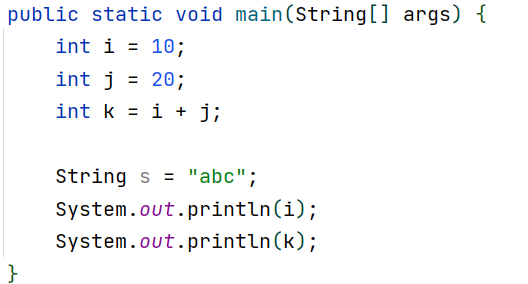 public static void main(String[] args) {
    int i = 10;
    int j = 20;
    int k = i + j;

    String s = "abc";
    System.out.println(i);
    System.out.println(k);
}